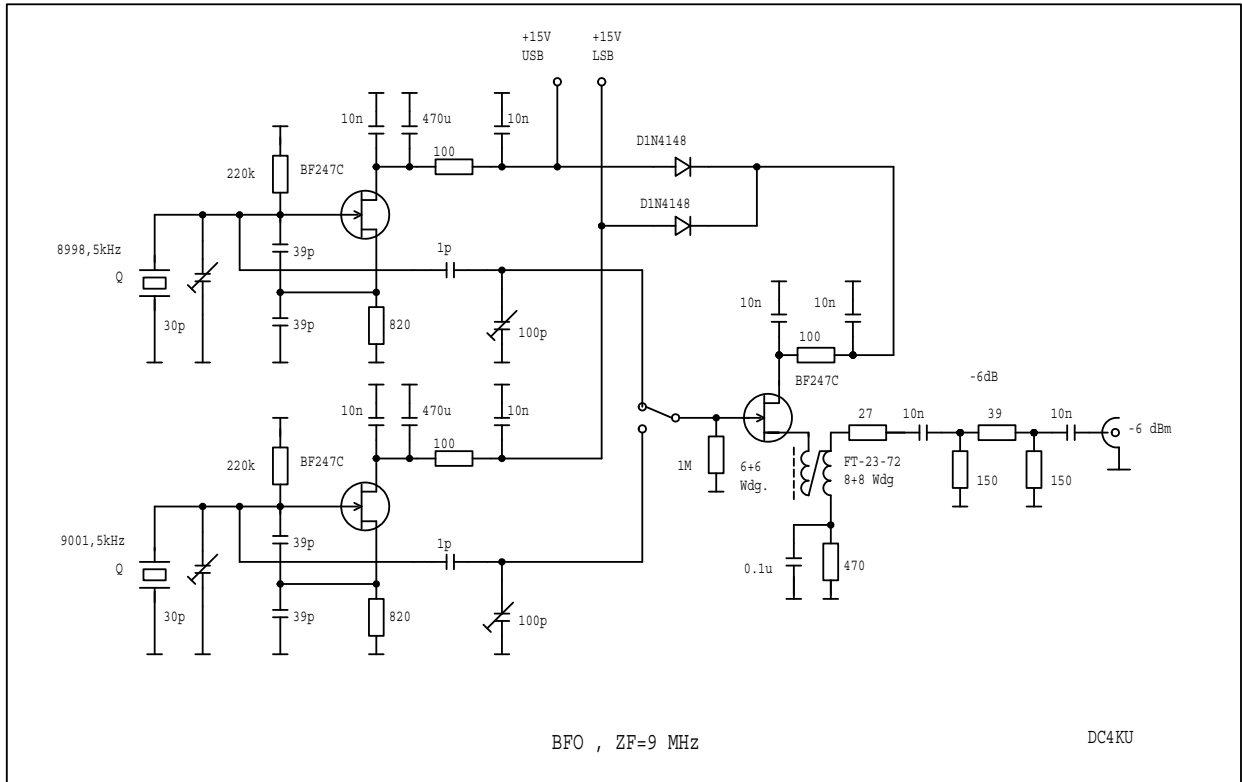 +15V
USB
+15V
LSB
10n
470u
10n
100
D1N4148
220k
BF247C
D1N4148
8998,5kHz
Q
30p
39p
39p
820
1p
100p
10n
10n
100
BF247C
10n
470u
10n
100
220k
BF247C
-6dB
27
10n
39
10n
-6 dBm
1M
6+6
Wdg.
FT-23-72
8+8 Wdg
150
150
9001,5kHz
Q
30p
39p
39p
820
1p
100p
0.1u
470
BFO , ZF=9 MHz
DC4KU